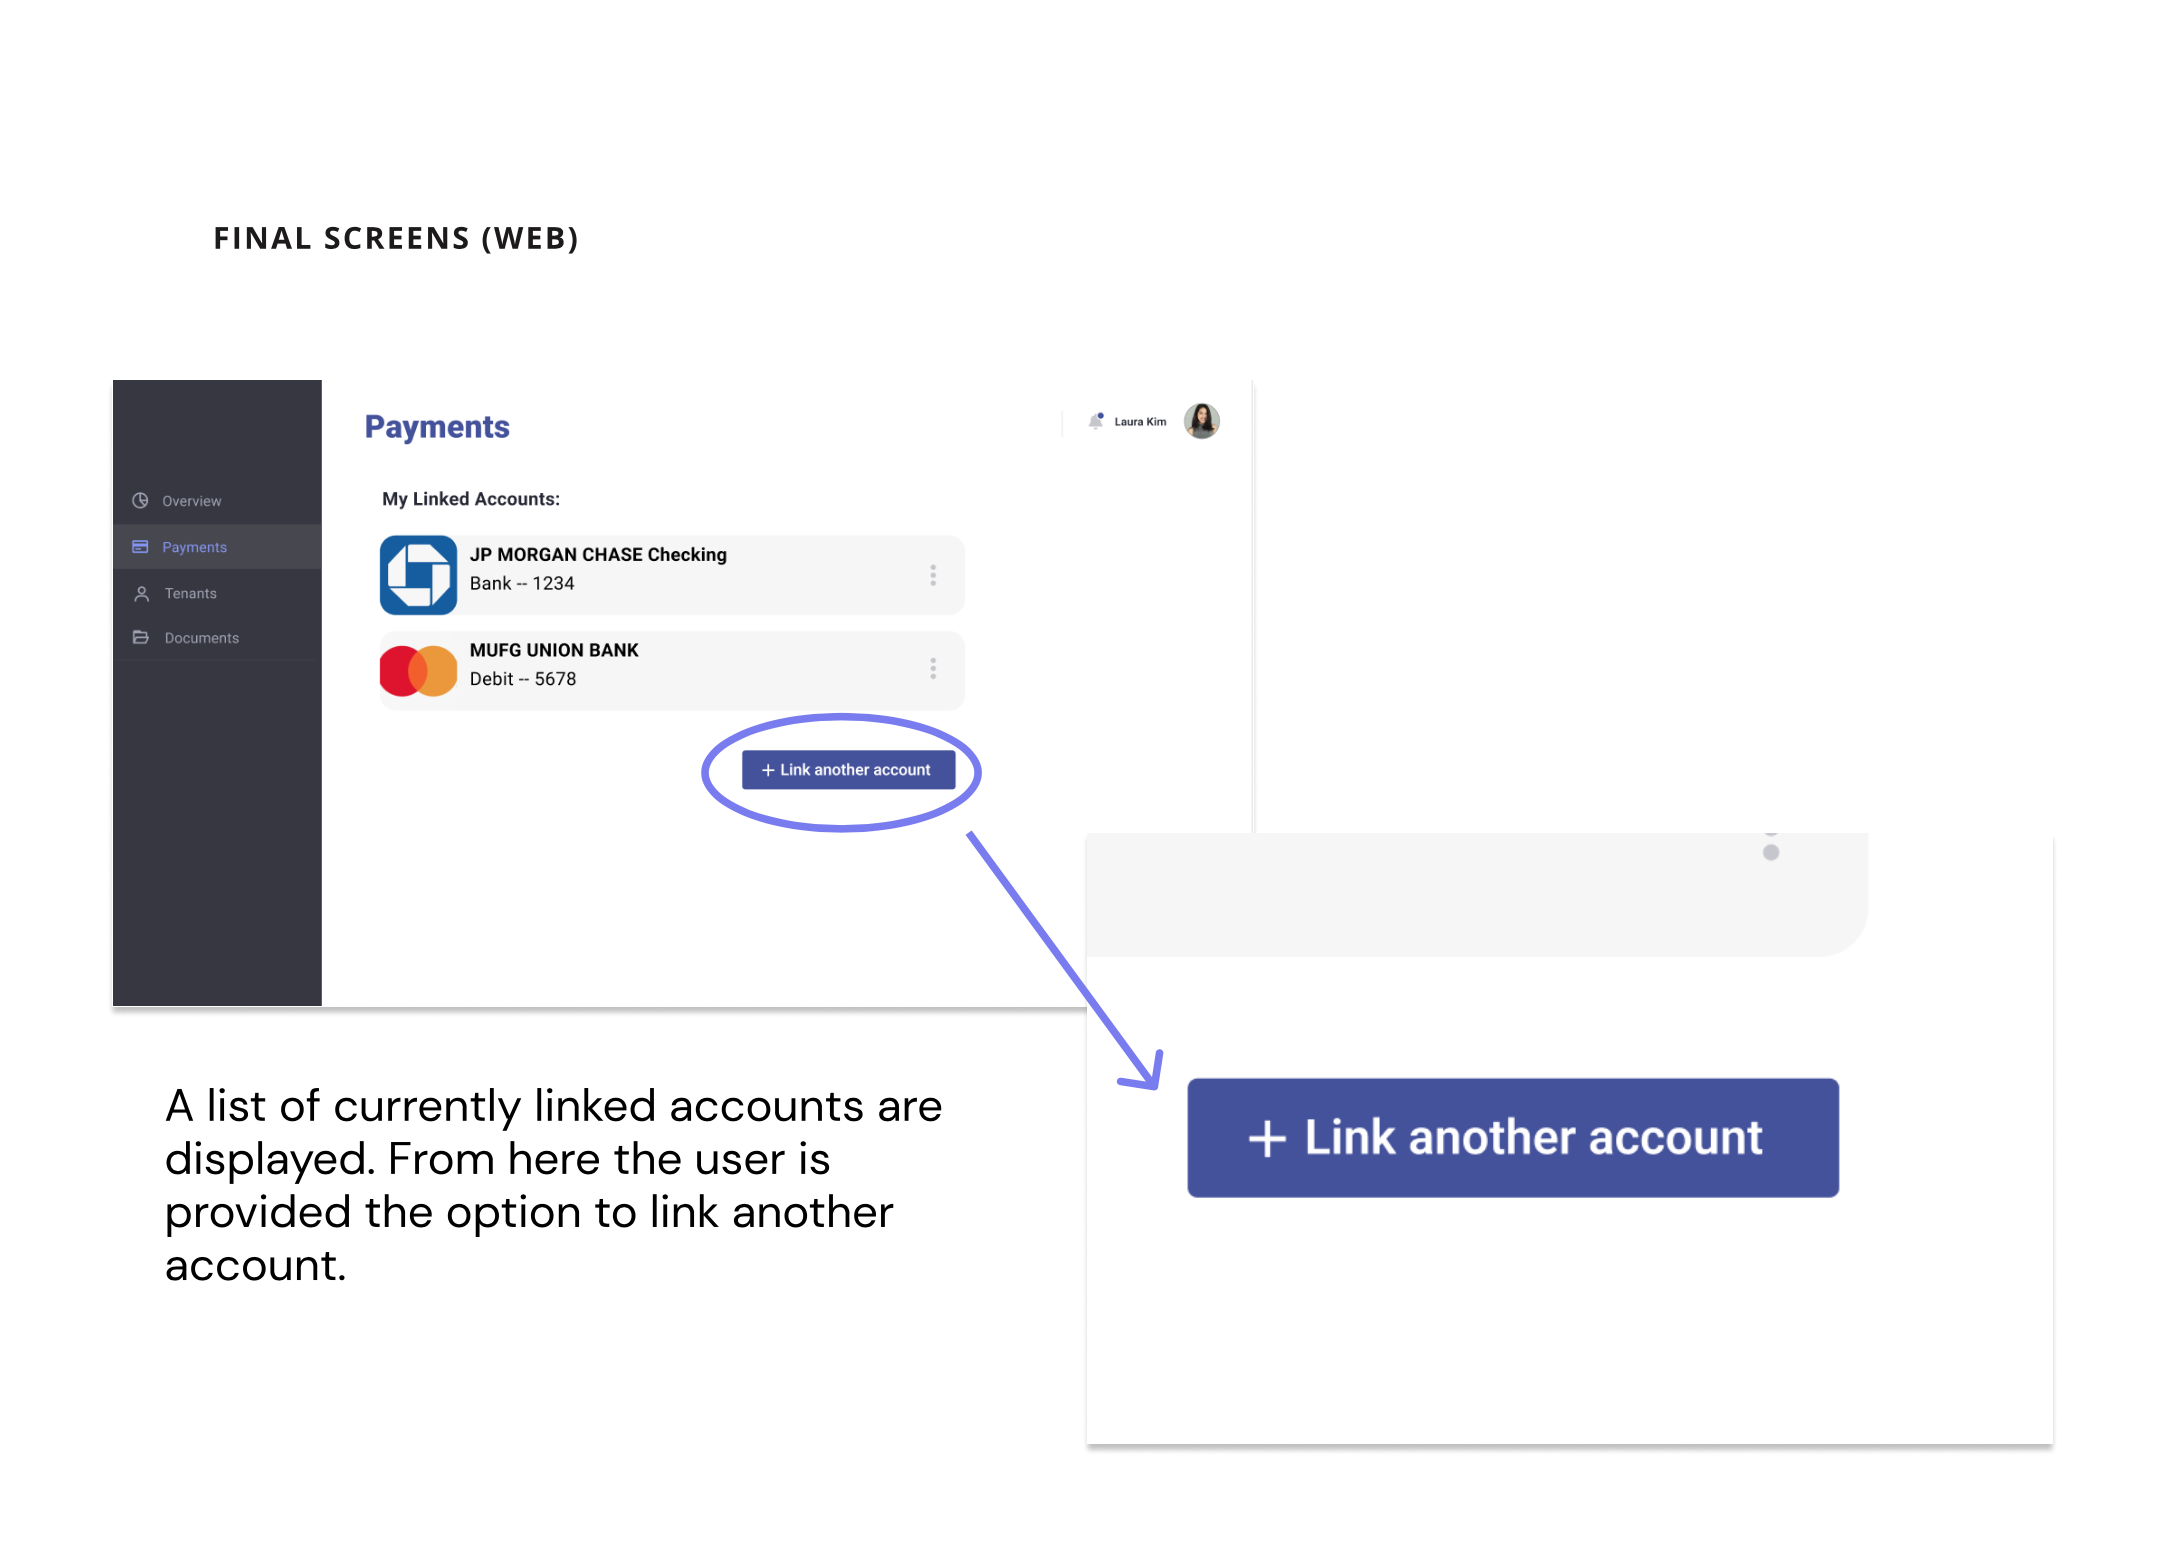 FINAL SCREENS (WEB)
Payments
Laura Kim
Overview
Payments
Tenants
Documents
My Linked Accounts:
JP MORGAN CHASE Checking
Bank -- 1234
MUFG UNION BANK
Debit -- 5678
+ Link another account
A list of currently linked accounts are
displayed. From here the user is
provided the option to link another
account.
+ Link another account